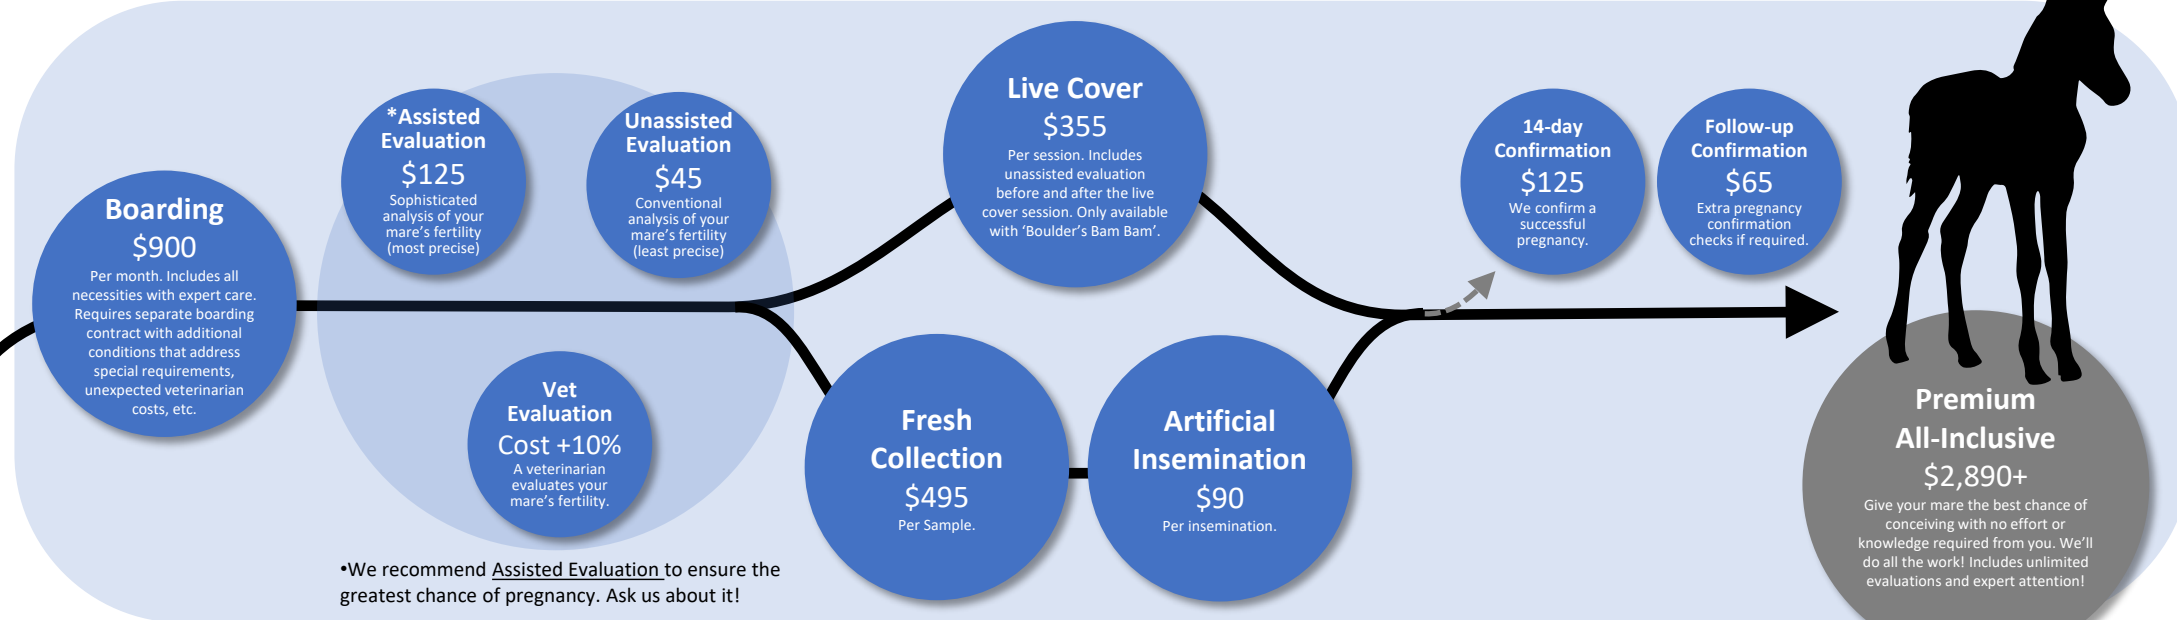 Boarding
$900
Per month. Includes all
necessities with expert care.
Requires separate boarding
contract with additional
conditions that address
special requirements,
unexpected veterinarian
costs, etc.
*Assisted
Evaluation
$125
Sophisticated
analysis of your
mare's fertility
(most precise)
Unassisted
Evaluation
$45
Conventional
analysis of your
mare's fertility
(least precise)
Vet
Evaluation
Cost +10%
A veterinarian
evaluates your
mare's fertility.
•We recommend Assisted Evaluation to ensure the
greatest chance of pregnancy. Ask us about it!
Live Cover
$355
Per session. Includes
unassisted evaluation
before and after the live
cover session. Only available
with ‘Boulder’s Bam Bam’.
Fresh
Collection
$495
Per Sample.
Artificial
Insemination
$90
Per insemination.
14-day
Confirmation
$125
We confirm a
successful
pregnancy.
Follow-up
Confirmation
$65
Extra pregnancy
confirmation
checks if required.
Premium
All-Inclusive
$2,890+
Give your mare the best chance of
conceiving with no effort or
knowledge required from you. We’ll
do all the work! Includes unlimited
evaluations and expert attention!